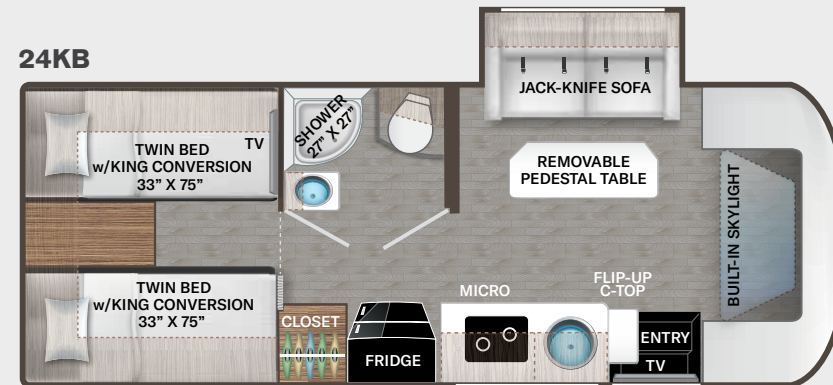 24KB
JACK-KNIFE SOFA
SHOWER
27” X 27”
TV
TWIN BED
w/KING CONVERSION
33” X 75”
REMOVABLE
PEDESTAL TABLE
BUILT-IN SKYLIGHT
TWIN BED
w/KING CONVERSION
33” X 75”
MICRO
FLIP-UP
C-TOP
CLOSET
FRIDGE
ENTRY
TV